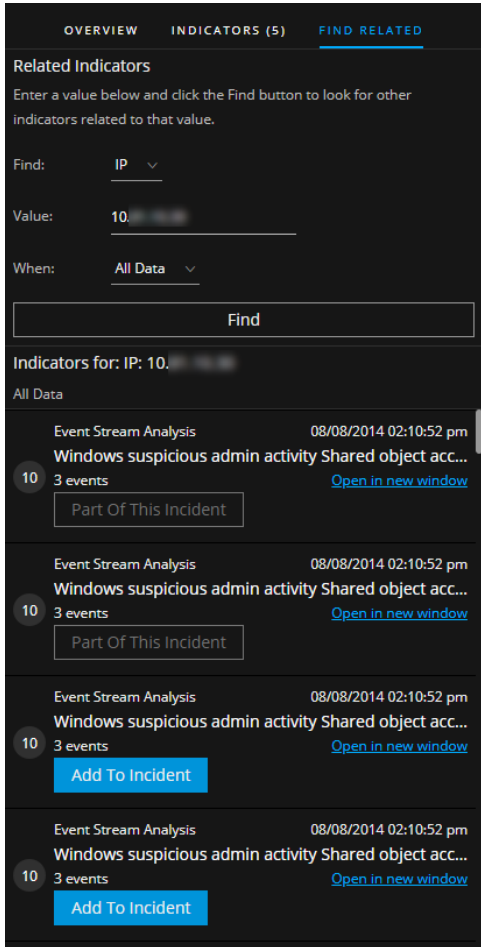 OVERVIEW INDICATORS (5) FIND RELATED
Related Indicators
Enter a value below and click the Find button to look for other
indicators related to that value.
Find: IP
Value: 10.
When: All Data
Find
Indicators for: IP: 10.
All Data
Event Stream Analysis 08/08/2014 02:10:52 pm
Windows suspicious admin activity Shared object acc...
10 3 events Open in new window
Part Of This Incident
Event Stream Analysis 08/08/2014 02:10:52 pm
Windows suspicious admin activity Shared object acc...
10 3 events Open in new window
Part Of This Incident
Event Stream Analysis 08/08/2014 02:10:52 pm
Windows suspicious admin activity Shared object acc...
10 3 events Open in new window
Add To Incident
Event Stream Analysis 08/08/2014 02:10:52 pm
Windows suspicious admin activity Shared object acc...
10 3 events Open in new window
Add To Incident